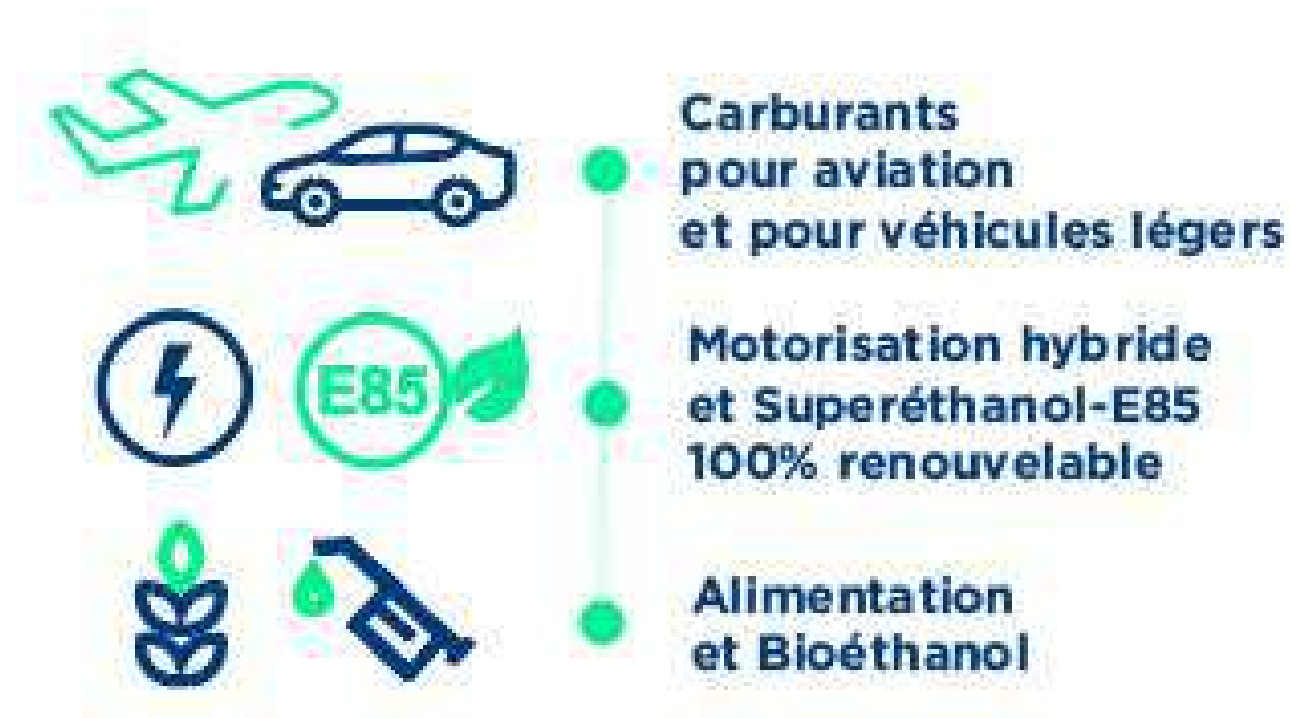 Carburants
pour aviation
et pour véhicules légers
E85
Motorisation hybride
et Superéthanol-E85
100% renouvelable
Alimentation
et Bioéthanol